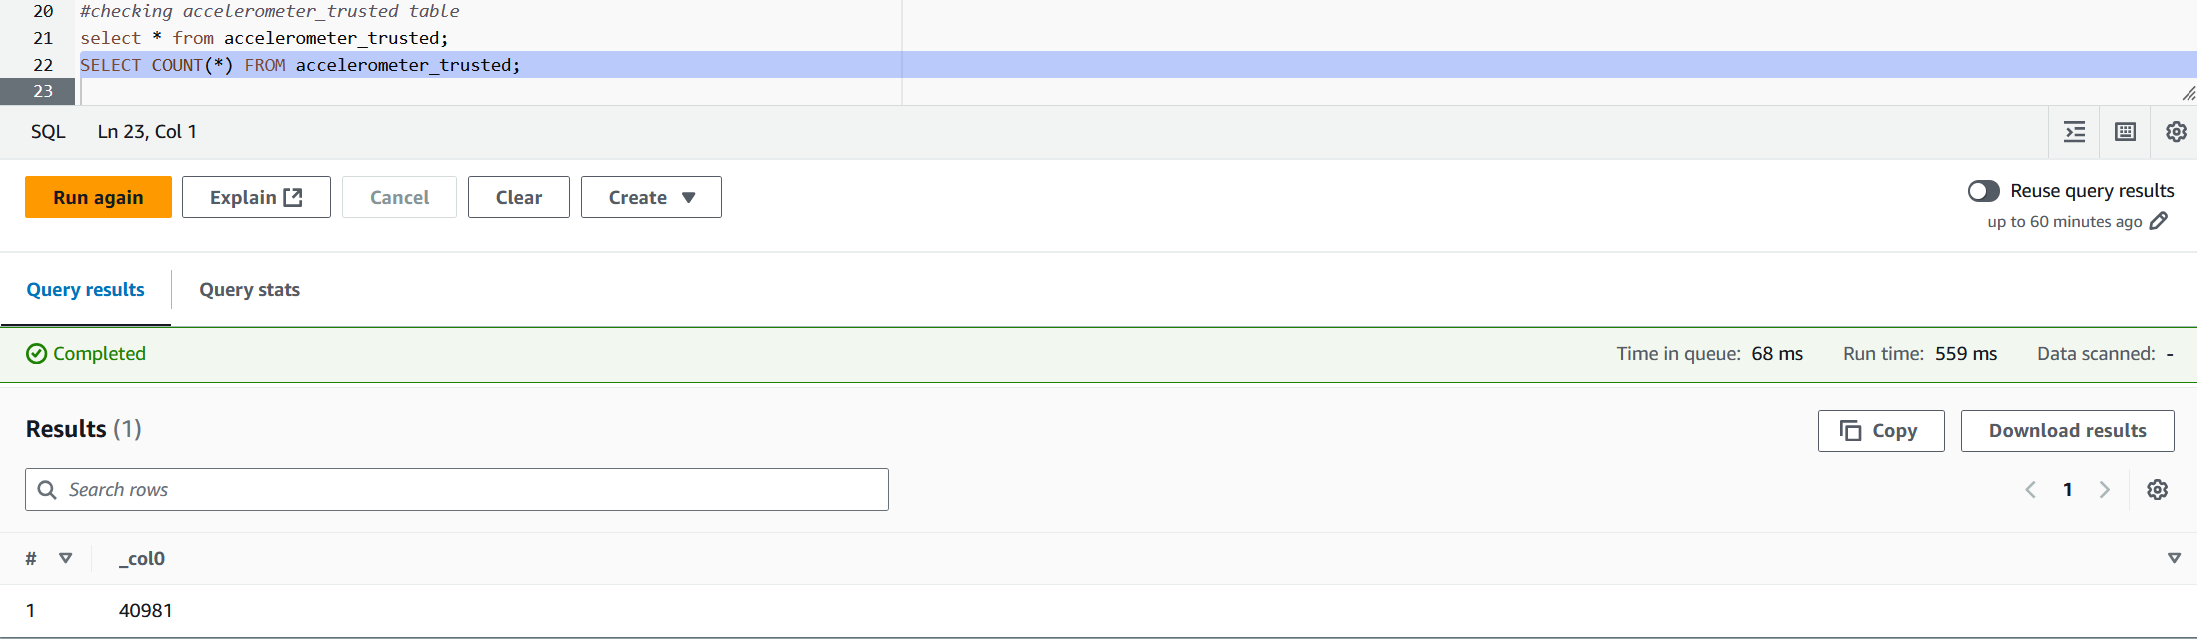 20 #checking accelerometer_trusted table
21 select * from accelerometer_trusted;
22 SELECT COUNT(*) FROM accelerometer_trusted;
23
SQL Ln 23, Col 1
Run again Explain Cancel Clear Create Reuse query results
up to 60 minutes ago
Query results Query stats
Completed Time in queue: 68 ms Run time: 559 ms Data scanned: -
Results (1) Copy Download results
Search rows 1
# _col0
1 40981